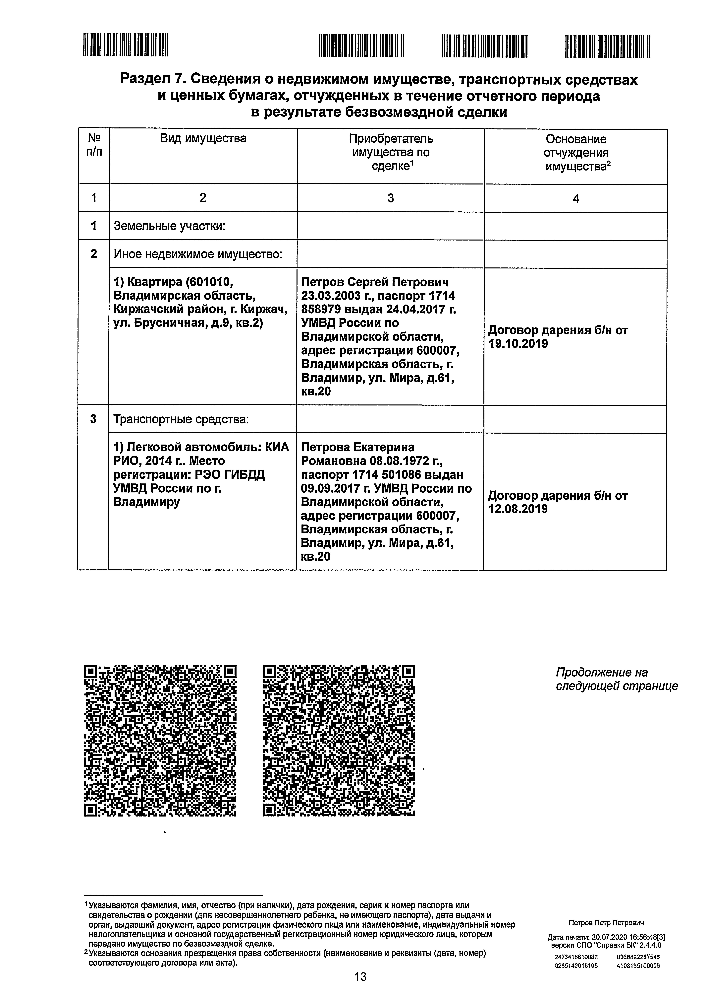 Раздел 7. Сведения о недвижимом имуществе, транспортных средствах
и ценных бумагах, отчужденных в течение отчетного периода
в результате безвозмездной сделки
№
п/п
Вид имущества
Приобретатель
имущества по
сделке¹
Основание
отчуждения
имущества²
1
2
3
4
1
Земельные участки:
2
Иное недвижимое имущество:
1) Квартира (601010,
Владимирская область,
Киржачский район, г. Киржач,
ул. Брусничная, д.9, кв.2)
Петров Сергей Петрович
23.03.2003 г., паспорт 1714
858979 выдан 24.04.2017 г.
УМВД России по
Владимирской области,
адрес регистрации 600007,
Владимирская область, г.
Владимир, ул. Мира, д.61,
кв.20
Договор дарения б/н от
19.10.2019
3
Транспортные средства:
1) Легковой автомобиль: КИА
РИО, 2014 г.. Место
регистрации: РЭО ГИБДД
УМВД России по г.
Владимиру
Петрова Екатерина
Романовна 08.08.1972 г.,
паспорт 1714 501086 выдан
09.09.2017 г. УМВД России по
Владимирской области,
адрес регистрации 600007,
Владимирская область, г.
Владимир, ул. Мира, д.61,
кв.20
Договор дарения б/н от
12.08.2019
Продолжение на
следующей странице
¹ Указываются фамилия, имя, отчество (при наличии), дата рождения, серия и номер паспорта или
свидетельства о рождении (для несовершеннолетнего ребенка, не имеющего паспорта), дата выдачи и
орган, выдавший документ, адрес регистрации физического лица или наименование, индивидуальный номер
налогоплательщика и основной государственный регистрационный номер юридического лица, которым
передано имущество по безвозмездной сделке.
² Указываются основания прекращения права собственности (наименование и реквизиты (дата, номер)
соответствующего договора или акта).
Петров Петр Петрович
Дата печати: 20.07.2020 16:56:48[3]
версия СПО "Справки БК" 2.4.4.0
2473418610082 0368822257546
8285142018195 4103135100006
13